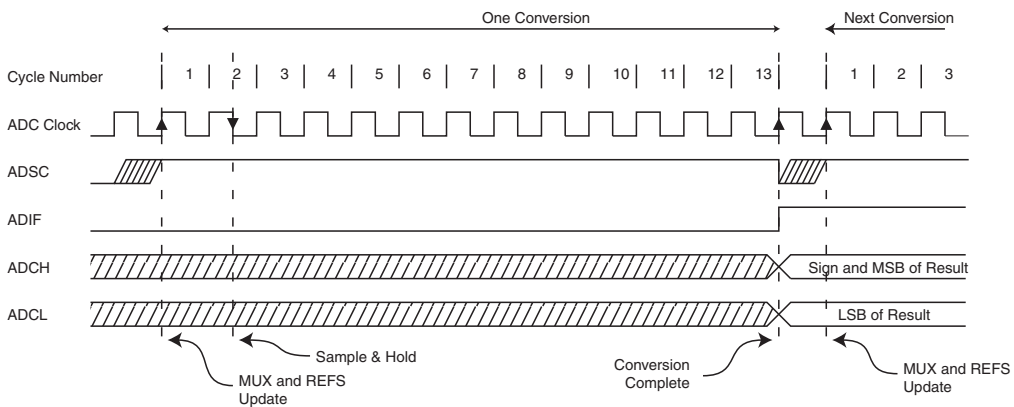 One Conversion
Next Conversion
Cycle Number 1 2 3 4 5 6 7 8 9 10 11 12 13 1 2 3
ADC Clock
ADSC
ADIF
ADCH Sign and MSB of Result
ADCL LSB of Result
Sample & Hold
MUX and REFS
Update
Conversion
Complete
MUX and REFS
Update